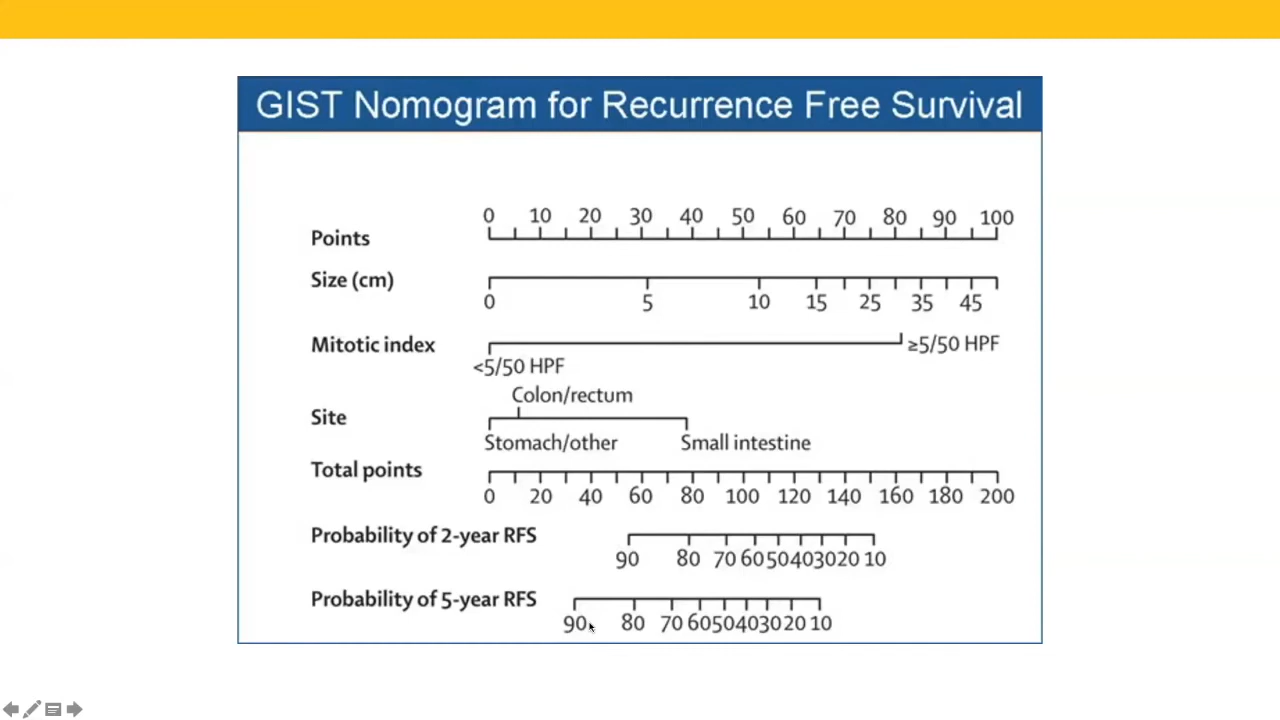 GIST Nomogram for Recurrence Free Survival
0 10 20 30 40 50 60 70 80 90 100
Points
Size (cm)
0 5 10 15 25 35 45
Mitotic index
≥5/50 HPF
<5/50 HPF
Colon/rectum
Site
Stomach/other Small intestine
Total points
0 20 40 60 80 100 120 140 160 180 200
Probability of 2-year RFS
90 80 70 60 50 40 30 20 10
Probability of 5-year RFS
90 80 70 60 50 40 30 20 10